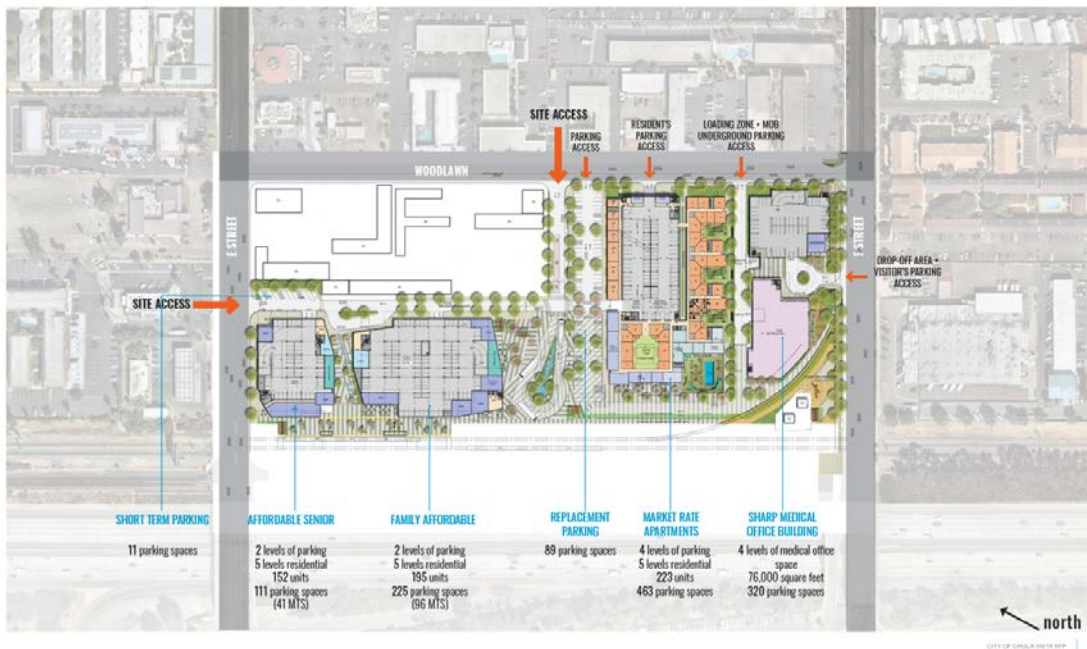 SITE ACCESS
PARKING
ACCESS
RESIDENT'S
PARKING
ACCESS
LOADING ZONE + MOB
UNDERGROUND PARKING
ACCESS
WOODLAWN
E STREET
F STREET
DROP-OFF AREA +
VISITOR'S PARKING
ACCESS
SITE ACCESS
SHORT TERM PARKING
11 parking spaces
AFFORDABLE SENIOR
2 levels of parking
5 levels residential
152 units
111 parking spaces
(41 MTS)
FAMILY AFFORDABLE
2 levels of parking
5 levels residential
195 units
225 parking spaces
(96 MTS)
REPLACEMENT
PARKING
89 parking spaces
MARKET RATE
APARTMENTS
4 levels of parking
5 levels residential
223 units
463 parking spaces
SHARP MEDICAL
OFFICE BUILDING
4 levels of medical office
space
76,000 square feet
320 parking spaces
north
CITY OF CHULA VISTA RFP